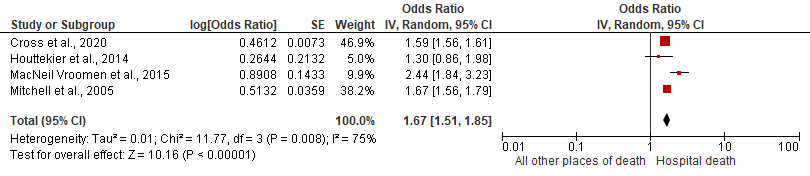 Odds Ratio Odds Ratio
Study or Subgroup log[Odds Ratio] SE Weight IV, Random, 95% CI IV, Random, 95% CI
Cross et al., 2020 0.4612 0.0073 46.9% 1.59 [1.56, 1.61]
Houttekier et al., 2014 0.2644 0.2132 5.0% 1.30 [0.86, 1.98]
MacNeil Vroomen et al., 2015 0.8908 0.1433 9.9% 2.44 [1.84, 3.23]
Mitchell et al., 2005 0.5132 0.0359 38.2% 1.67 [1.56, 1.79]
Total (95% CI) 100.0% 1.67 [1.51, 1.85]
Heterogeneity: Tau² = 0.01; Chi² = 11.77, df = 3 (P = 0.008); I² = 75%
Test for overall effect: Z = 10.16 (P < 0.00001)
0.01 0.1 1 10 100
All other places of death Hospital death